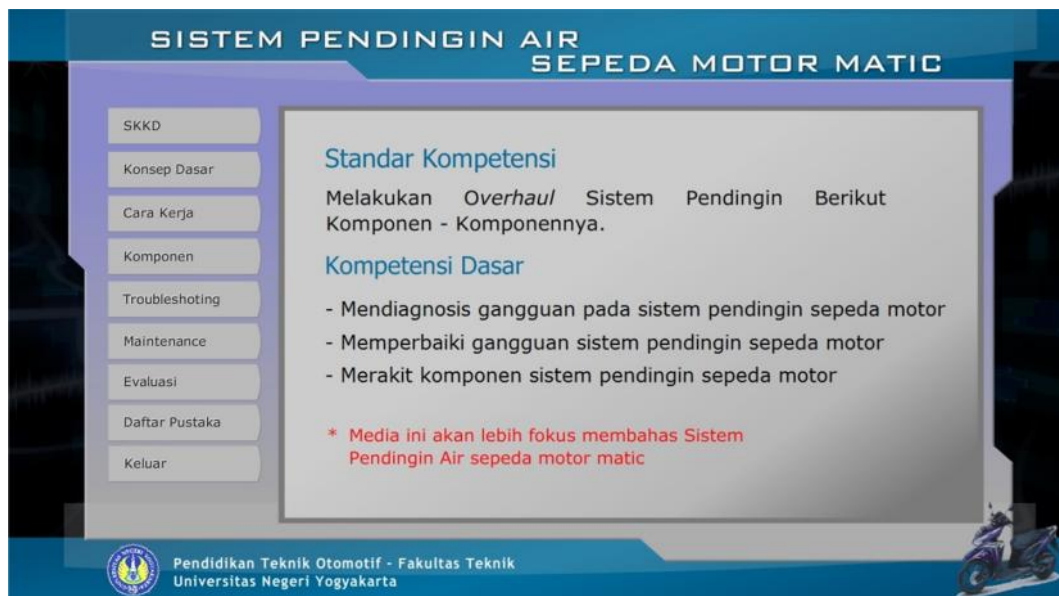 SISTEM PENDINGIN AIR
SEPEDA MOTOR MATIC
SKKD
Konsep Dasar
Cara Kerja
Komponen
Troubleshoting
Maintenance
Evaluasi
Daftar Pustaka
Keluar
Standar Kompetensi
Melakukan Overhaul Sistem Pendingin Berikut
Komponen - Komponennya.
Kompetensi Dasar
- Mendiagnosis gangguan pada sistem pendingin sepeda motor
- Memperbaiki gangguan sistem pendingin sepeda motor
- Merakit komponen sistem pendingin sepeda motor
* Media ini akan lebih fokus membahas Sistem
Pendingin Air sepeda motor matic
Pendidikan Teknik Otomotif - Fakultas Teknik
Universitas Negeri Yogyakarta